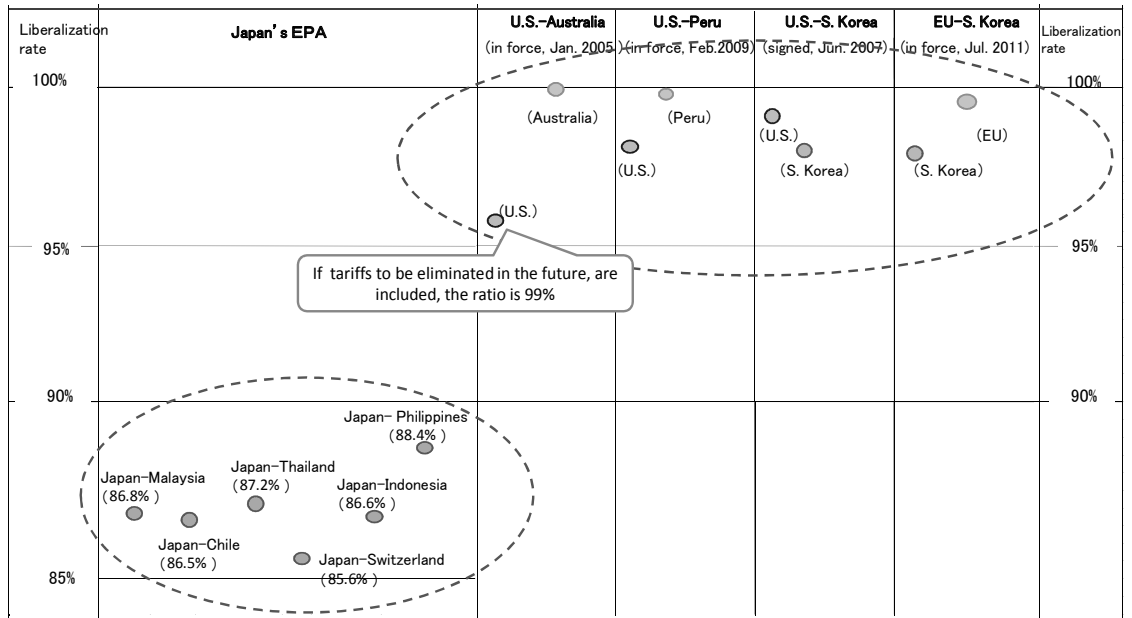 Liberalization
rate
Japan's EPA
U.S.-Australia
(in force, Jan. 2005 )
U.S.-Peru
(in force, Feb.2009)
U.S.-S. Korea
(signed, Jun. 2007)
EU-S. Korea
(in force, Jul. 2011)
Liberalization
rate
100%
100%
(Australia)
(Peru)
(U.S.)
(EU)
(U.S.)
(S. Korea)
(S. Korea)
(U.S.)
95%
95%
If tariffs to be eliminated in the future, are
included, the ratio is 99%
90%
90%
Japan- Philippines
(88.4% )
Japan-Thailand
(87.2% )
Japan-Malaysia
(86.8% )
Japan-Indonesia
(86.6% )
Japan-Chile
(86.5% )
Japan-Switzerland
(85.6% )
85%